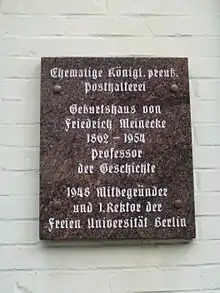 Ehemalige Königl. preuß.
Posthalterei
Geburtshaus von
Friedrich Meinecke
1862 - 1954
Professor
der Geschichte
1948 Mitbegründer
und 1. Rektor der
Freien Universität Berlin